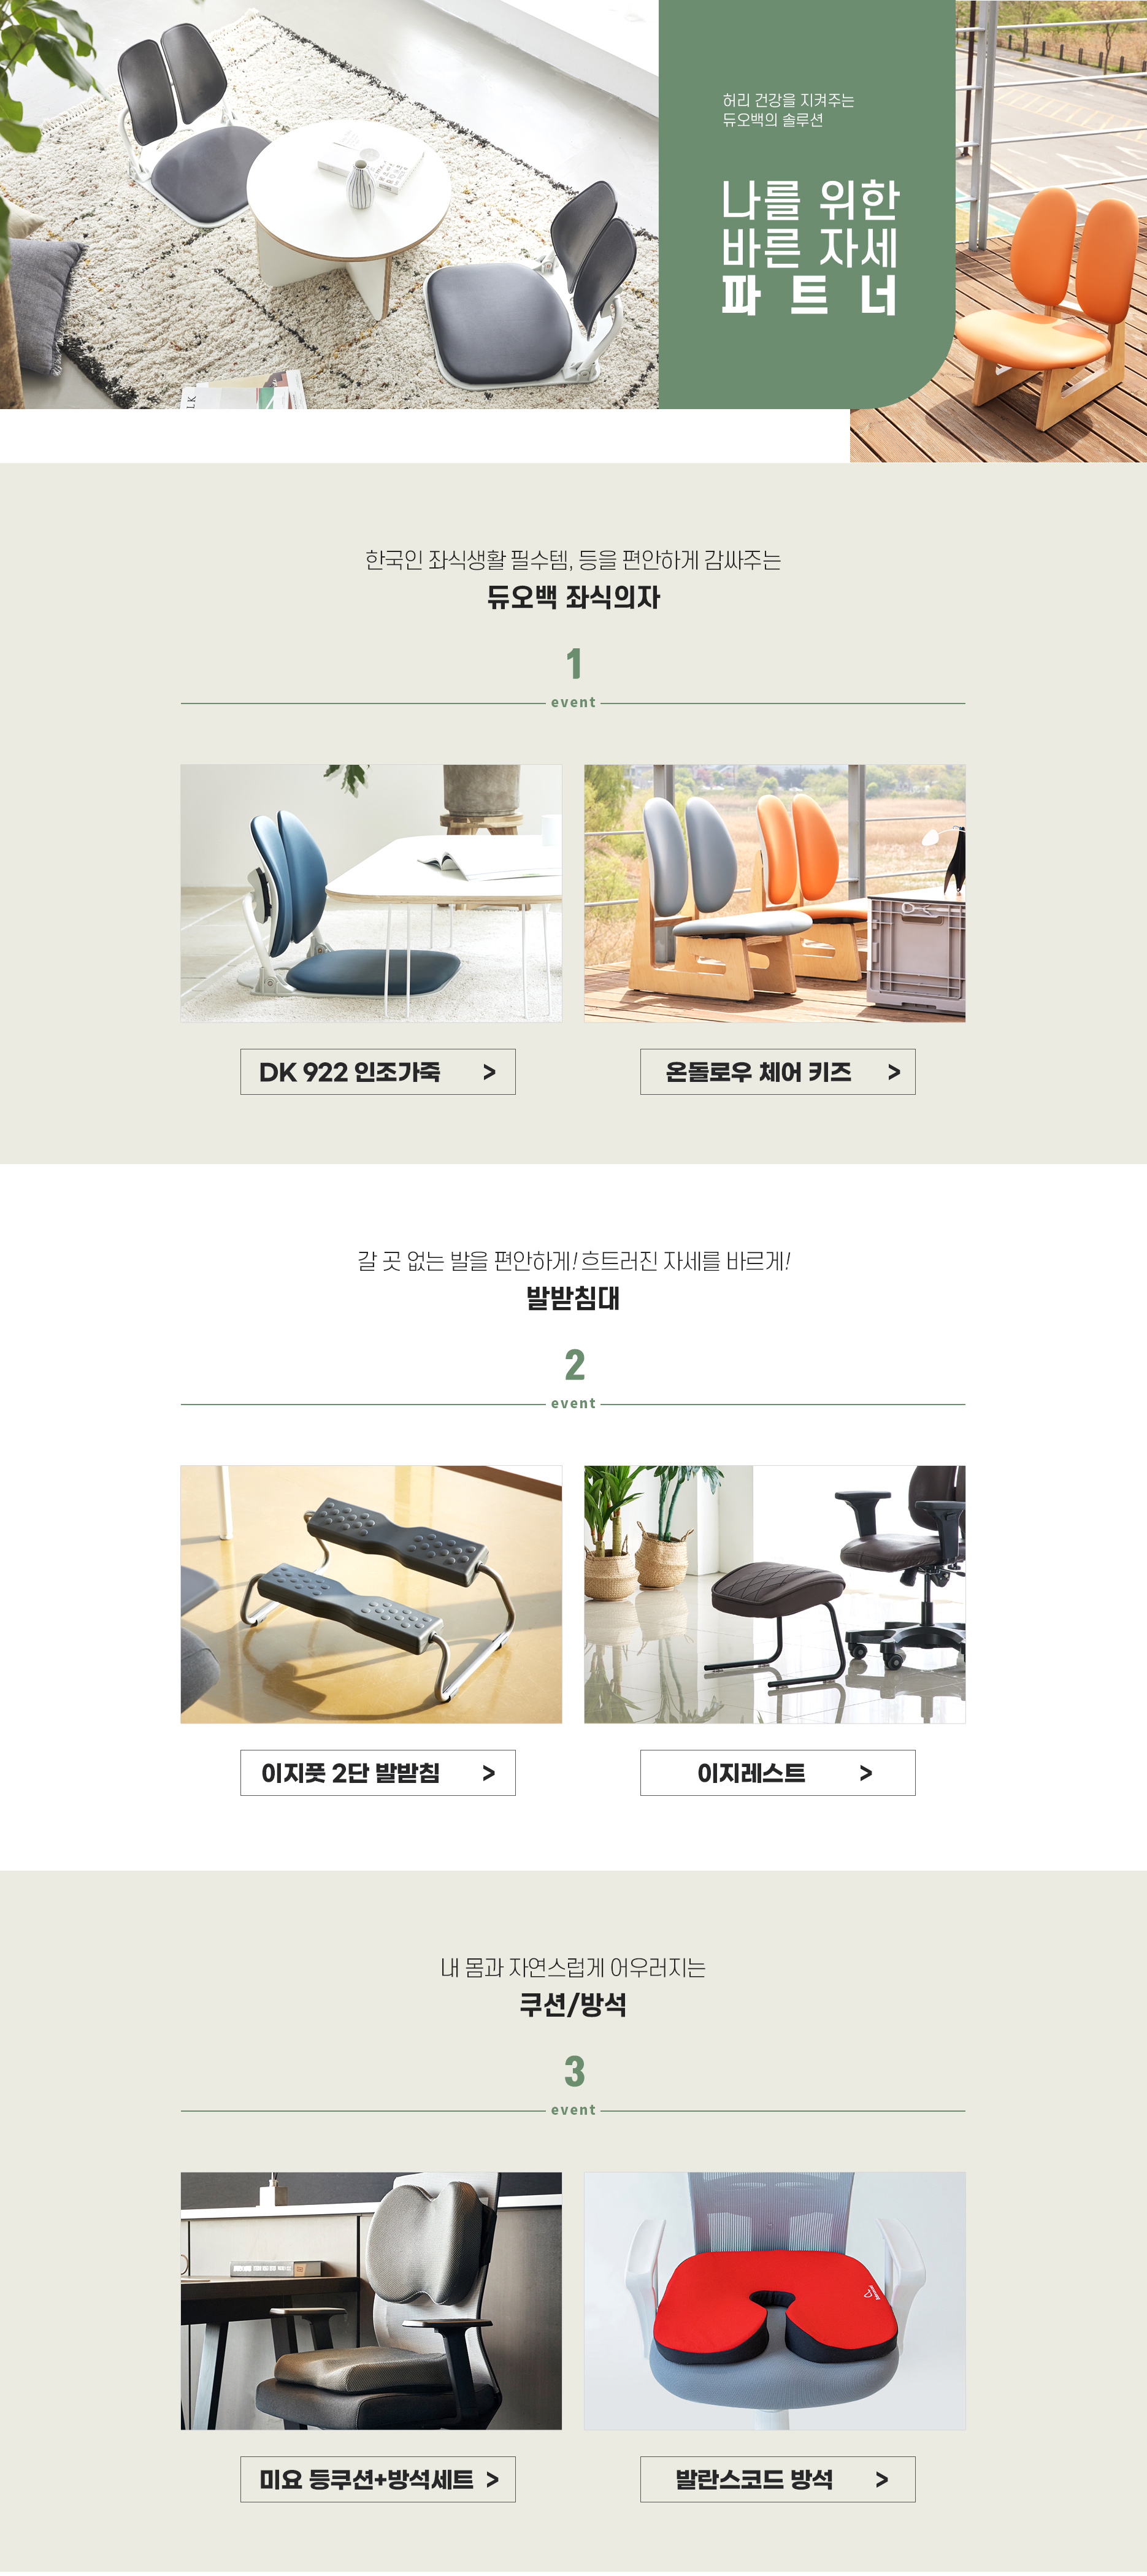 허리 건강을 지켜주는
듀오백의 솔루션
나를 위한
바른 자세
파트너
한국인 좌식생활 필수템, 등을 편안하게 감싸주는
듀오백 좌식의자
1
event
DK 922 인조가죽 >
온돌로우 체어 키즈 >
갈 곳 없는 발을 편안하게! 흐트러진 자세를 바르게!
발받침대
2
event
이지풋 2단 발받침 >
이지레스트 >
내 몸과 자연스럽게 어우러지는
쿠션/방석
3
event
미요 등쿠션+방석세트 >
발란스코드 방석 >